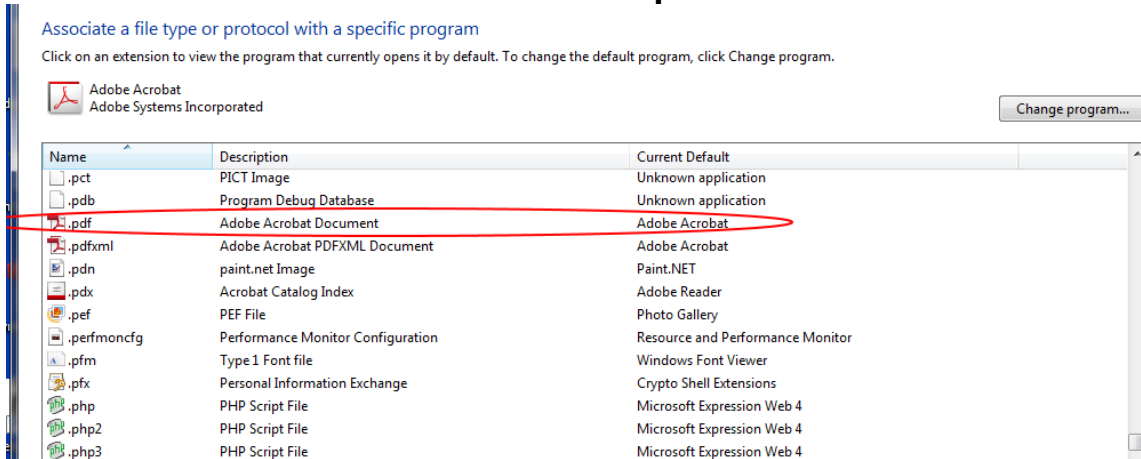 Associate a file type or protocol with a specific program
Click on an extension to view the program that currently opens it by default. To change the default program, click Change program.
Adobe Acrobat
Adobe Systems Incorporated
Change program...
Name Description Current Default
.pct PICT Image Unknown application
.pdb Program Debug Database Unknown application
.pdf Adobe Acrobat Document Adobe Acrobat
.pdfxml Adobe Acrobat PDFXML Document Adobe Acrobat
.pdn paint.net Image Paint.NET
.pdx Acrobat Catalog Index Adobe Reader
.pef PEF File Photo Gallery
.perfmoncfg Performance Monitor Configuration Resource and Performance Monitor
.pfm Type 1 Font file Windows Font Viewer
.pfx Personal Information Exchange Crypto Shell Extensions
.php PHP Script File Microsoft Expression Web 4
.php2 PHP Script File Microsoft Expression Web 4
.php3 PHP Script File Microsoft Expression Web 4